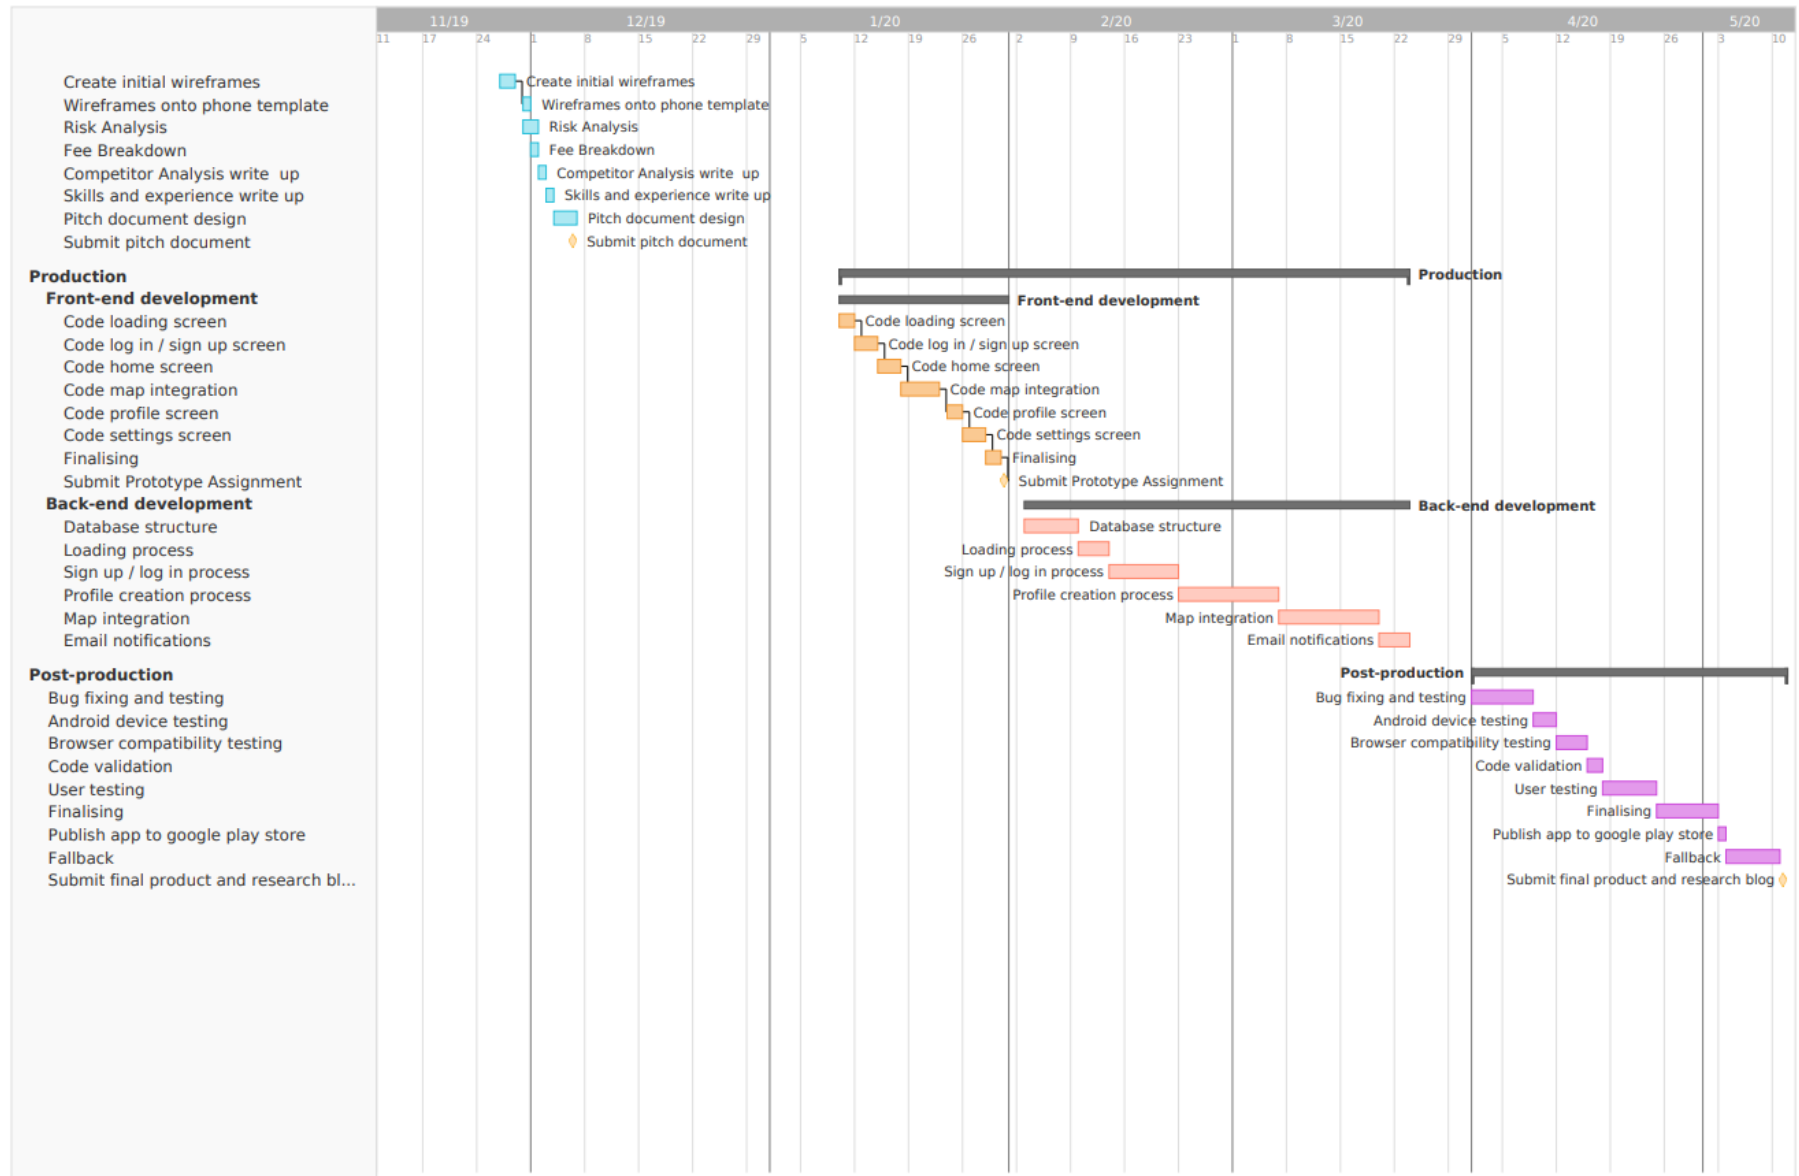 11/19 12/19 1/20 2/20 3/20 4/20 5/20
11 17 24 1 8 15 22 29 5 12 19 26 2 9 16 23 1 8 15 22 29 5 12 19 26 3 10
Create initial wireframes Create initial wireframes
Wireframes onto phone template Wireframes onto phone template
Risk Analysis Risk Analysis
Fee Breakdown Fee Breakdown
Competitor Analysis write  up Competitor Analysis write  up
Skills and experience write up Skills and experience write up
Pitch document design Pitch document design
Submit pitch document Submit pitch document
Production Production
Front-end development Front-end development
Code loading screen Code loading screen
Code log in / sign up screen Code log in / sign up screen
Code home screen Code home screen
Code map integration Code map integration
Code profile screen Code profile screen
Code settings screen Code settings screen
Finalising Finalising
Submit Prototype Assignment Submit Prototype Assignment
Back-end development Back-end development
Database structure Database structure
Loading process Loading process
Sign up / log in process Sign up / log in process
Profile creation process Profile creation process
Map integration Map integration
Email notifications Email notifications
Post-production Post-production
Bug fixing and testing Bug fixing and testing
Android device testing Android device testing
Browser compatibility testing Browser compatibility testing
Code validation Code validation
User testing User testing
Finalising Finalising
Publish app to google play store Publish app to google play store
Fallback Fallback
Submit final product and research bl... Submit final product and research blog